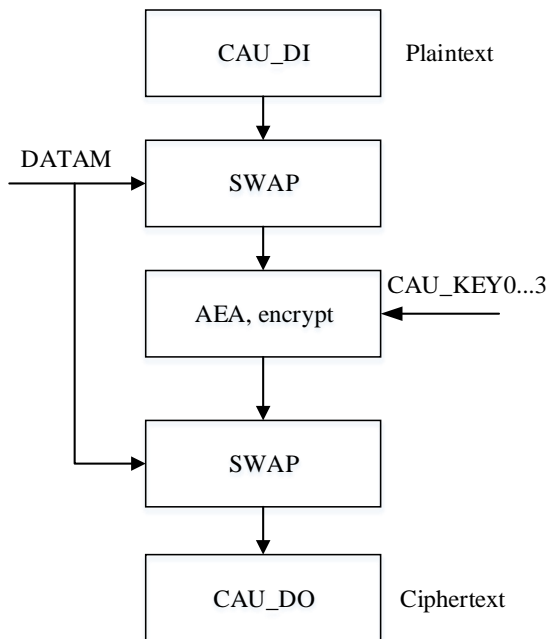 CAU_DI
Plaintext
DATAM
SWAP
CAU_KEY0...3
AEA, encrypt
SWAP
CAU_DO
Ciphertext